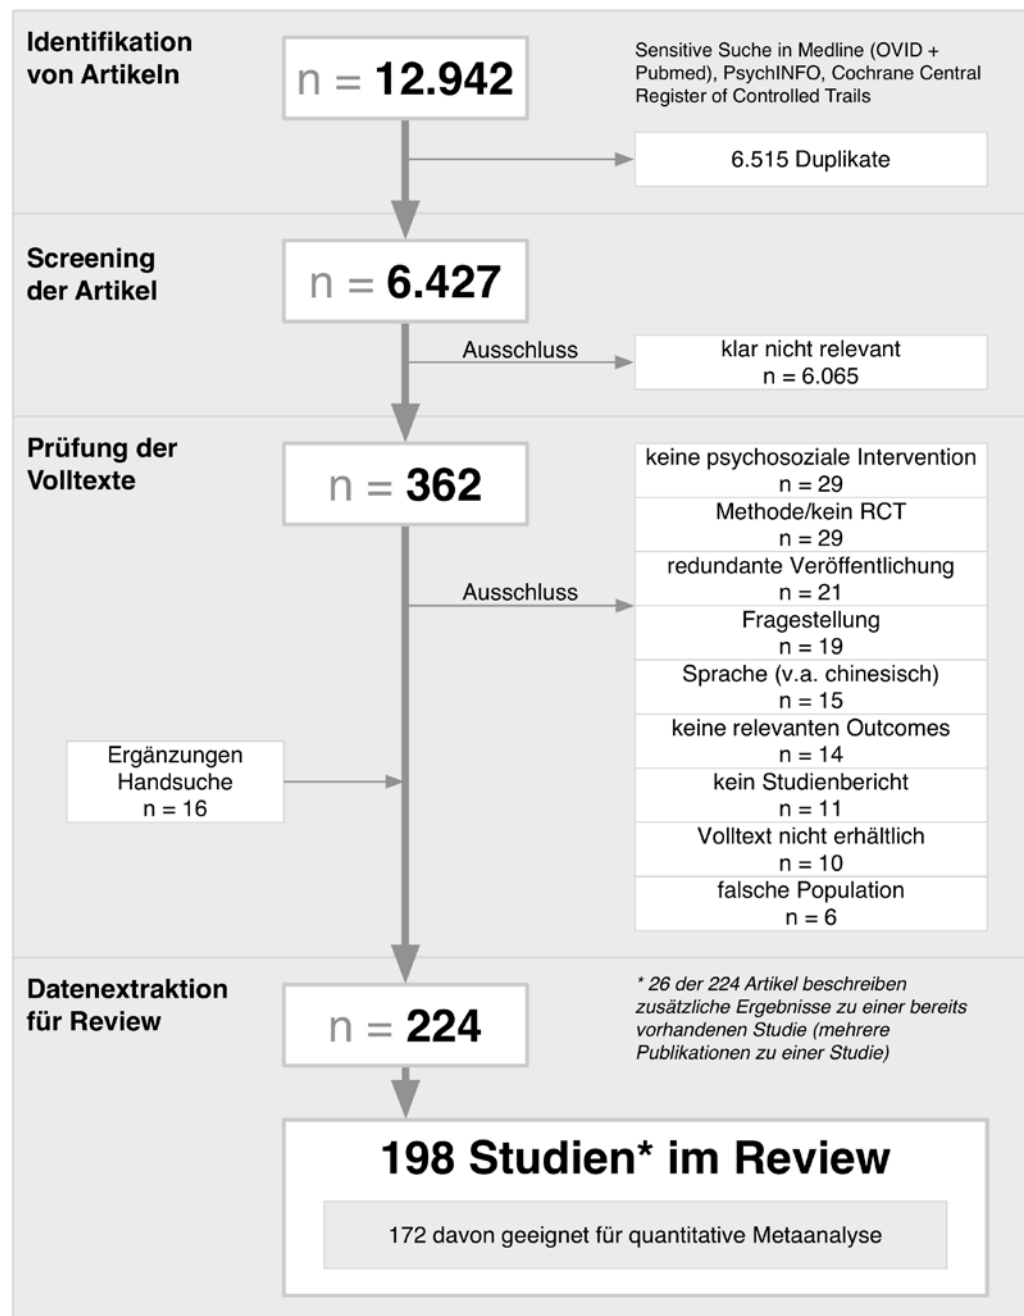 Identifikation
von Artikeln
n = 12.942
Sensitive Suche in Medline (OVID +
Pubmed), PsychINFO, Cochrane Central
Register of Controlled Trails
6.515 Duplikate
Screening
der Artikel
n = 6.427
Ausschluss
klar nicht relevant
n = 6.065
Prüfung der
Volltexte
n = 362
Ausschluss
keine psychosoziale Intervention
n = 29
Methode/kein RCT
n = 29
redundante Veröffentlichung
n = 21
Fragestellung
n = 19
Sprache (v.a. chinesisch)
n = 15
keine relevanten Outcomes
n = 14
kein Studienbericht
n = 11
Volltext nicht erhältlich
n = 10
falsche Population
n = 6
Ergänzungen
Handsuche
n = 16
Datenextraktion
für Review
n = 224
* 26 der 224 Artikel beschreiben
zusätzliche Ergebnisse zu einer bereits
vorhandenen Studie (mehrere
Publikationen zu einer Studie)
198 Studien* im Review
172 davon geeignet für quantitative Metaanalyse